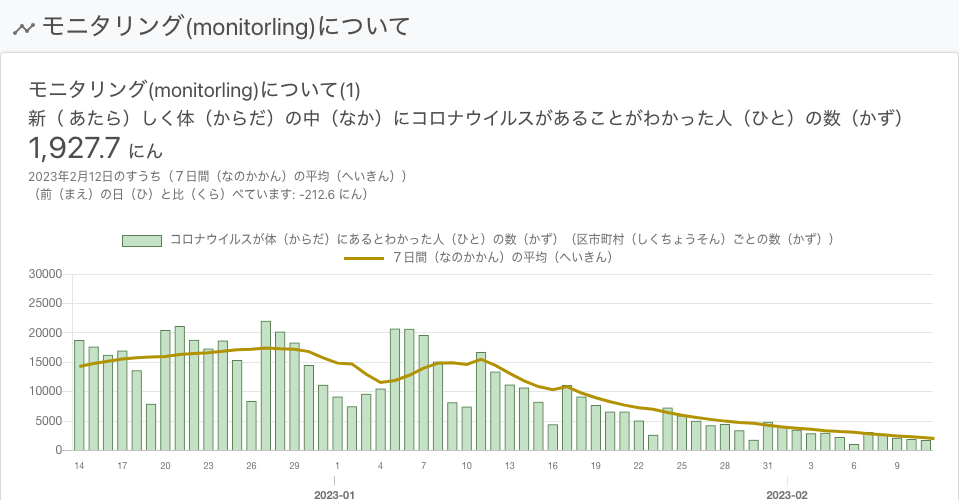 モニタリング(monitorling)について
モニタリング(monitorling)について(1)
新（ あたら）しく体（からだ）の中（なか）にコロナウイルスがあることがわかった人（ひと）の数（かず）
1,927.7 にん
2023年2月12日のすうち（７日間（なのかかん）の平均（へいきん））
（前（まえ）の日（ひ）と比（くら）べています: -212.6 にん）
コロナウイルスが体（からだ）にあるとわかった人（ひと）の数（かず）（区市町村（しくちょうそん）ごとの数（かず））
７日間（なのかかん）の平均（へいきん）
30000
25000
20000
15000
10000
5000
0
14 17 20 23 26 29 1 4 7 10 13 16 19 22 25 28 31 3 6 9
2023-01 2023-02